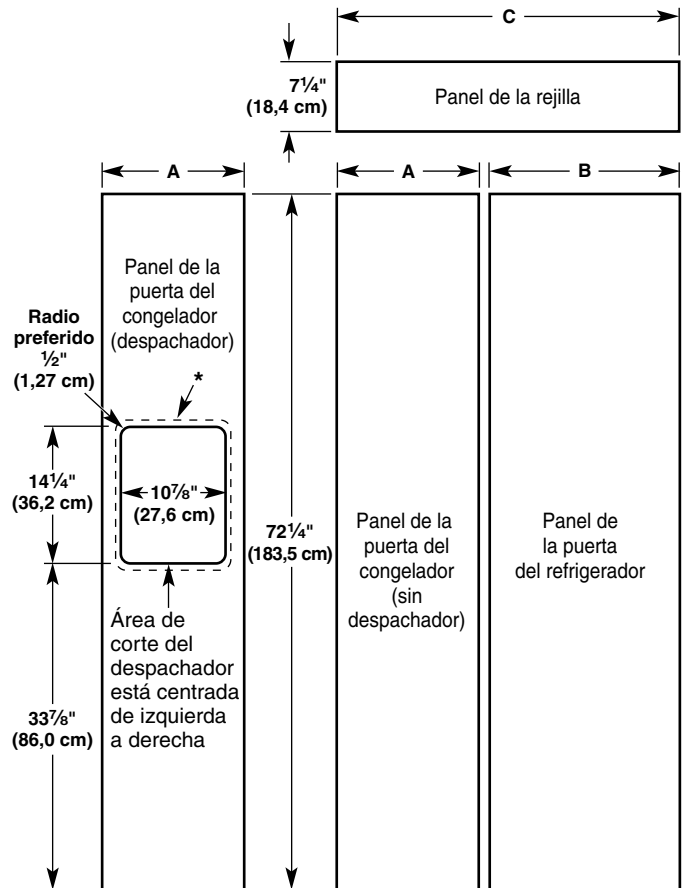 C
7¼"
(18,4 cm)
Panel de la rejilla
A
A
B
Panel de la
puerta del
congelador
(despachador)
Radio
preferido
½"
(1,27 cm)
*
14¼"
(36,2 cm)
10⅞"
(27,6 cm)
72¼"
(183,5 cm)
Panel de la
puerta del
congelador
(sin
despachador)
Panel de
la puerta
del refrigerador
Área de
corte del
despachador
está centrada
de izquierda
a derecha
33⅞"
(86,0 cm)